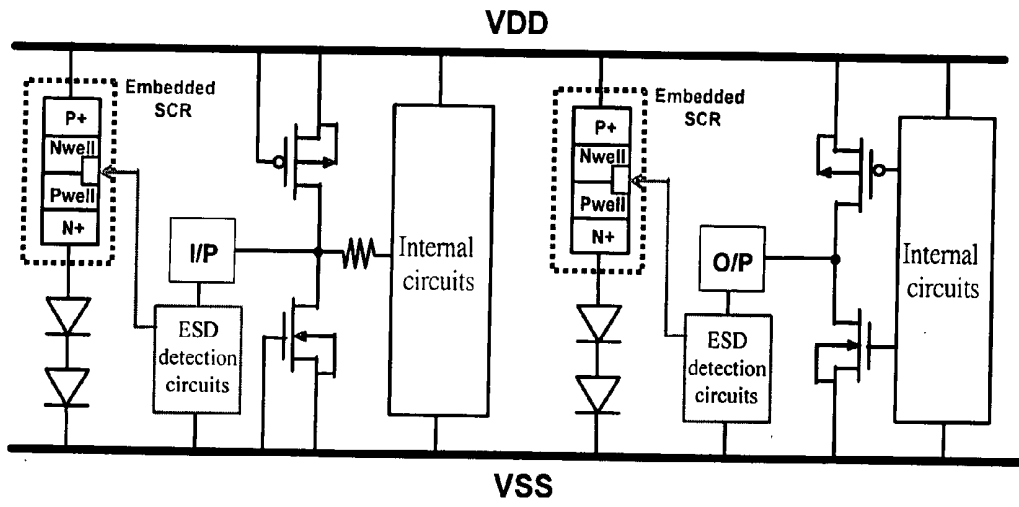 VDD
Embedded
SCR
P+
Nwell
Pwell
N+
I/P
ESD
detection
circuits
Internal
circuits
Embedded
SCR
P+
Nwell
Pwell
N+
O/P
ESD
detection
circuits
Internal
circuits
VSS